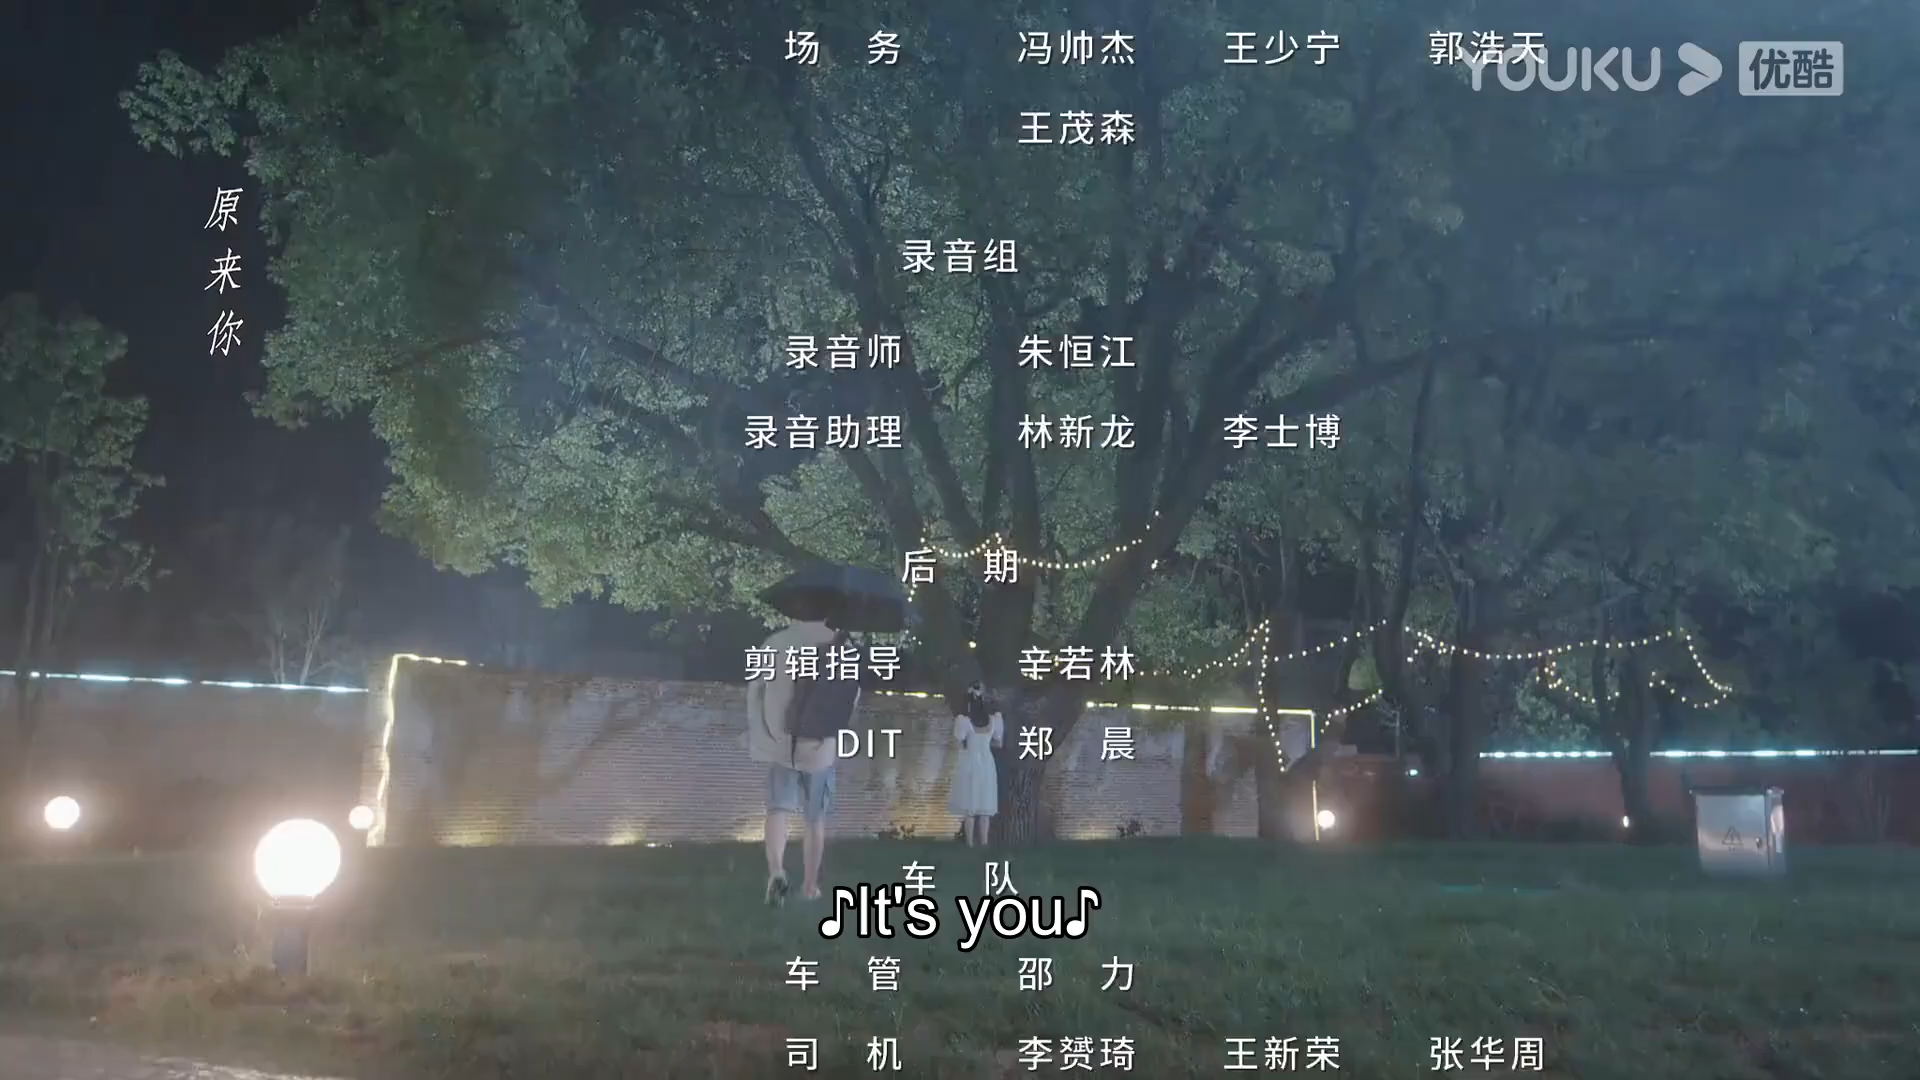 场 务 冯帅杰 王少宁 郭浩天
YOUKU 优酷
王茂森
原来你
录音组
录音师 朱恒江
录音助理 林新龙 李士博
后 期
剪辑指导 辛若林
DIT 郑 晨
车 队
♪It's you♪
车 管 邵 力
司 机 李赟琦 王新荣 张华周